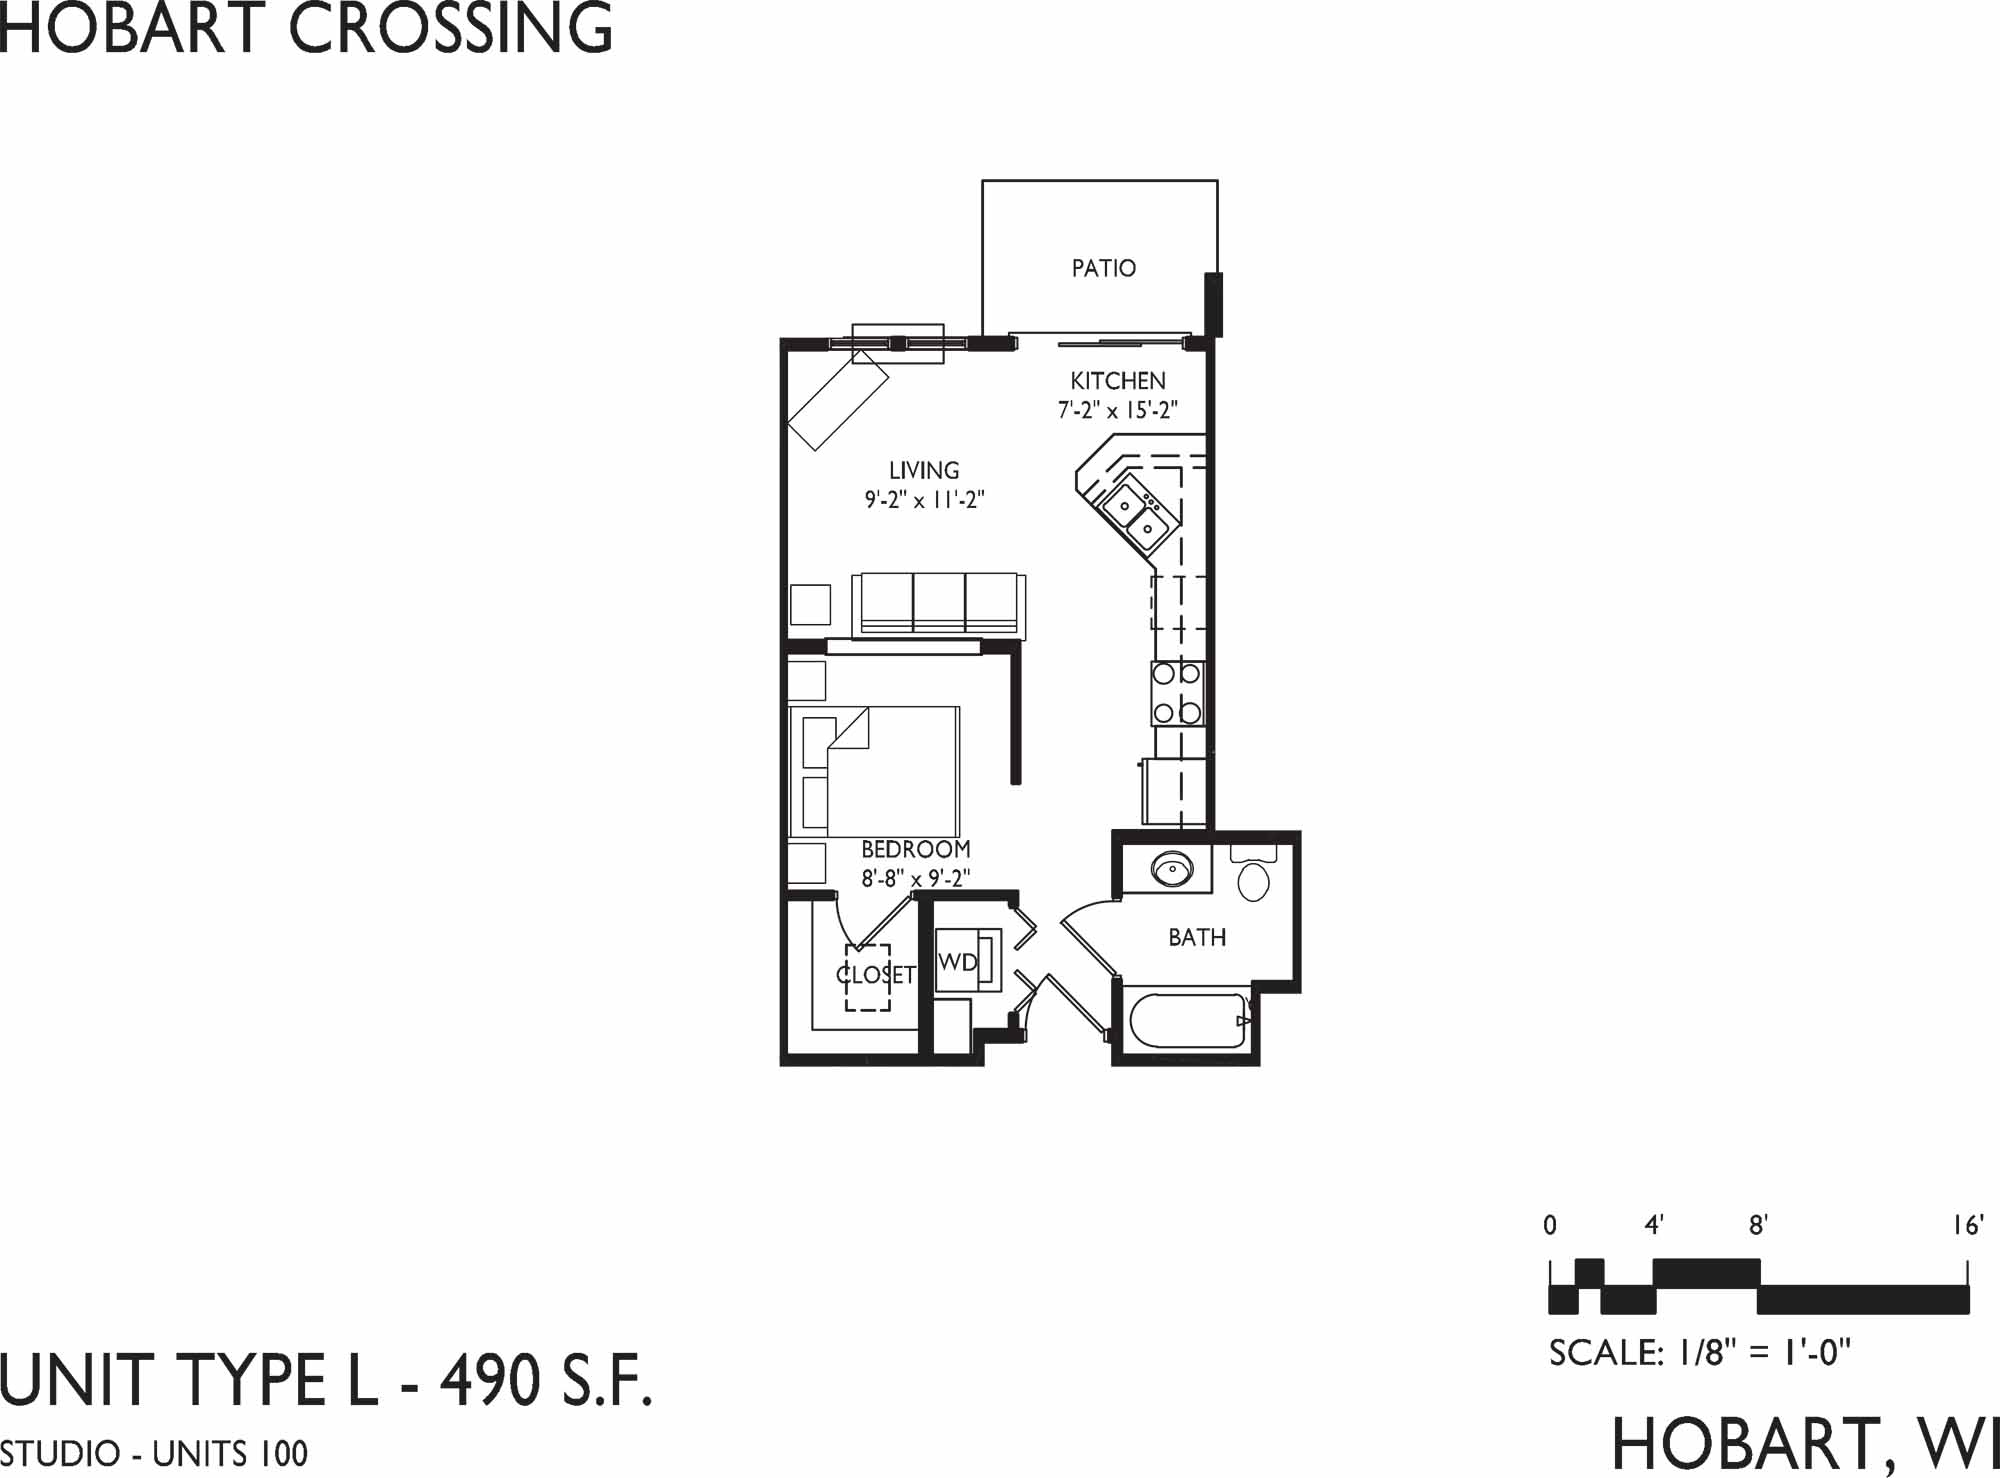 HOBART CROSSING
PATIO
KITCHEN
7'-2" x 15'-2"
LIVING
9'-2" x 11'-2"
BEDROOM
8'-8" x 9'-2"
BATH
WD
CLOSET
0 4' 8' 16'
SCALE: 1/8" = 1'-0"
UNIT TYPE L - 490 S.F.
STUDIO - UNITS 100
HOBART, WI